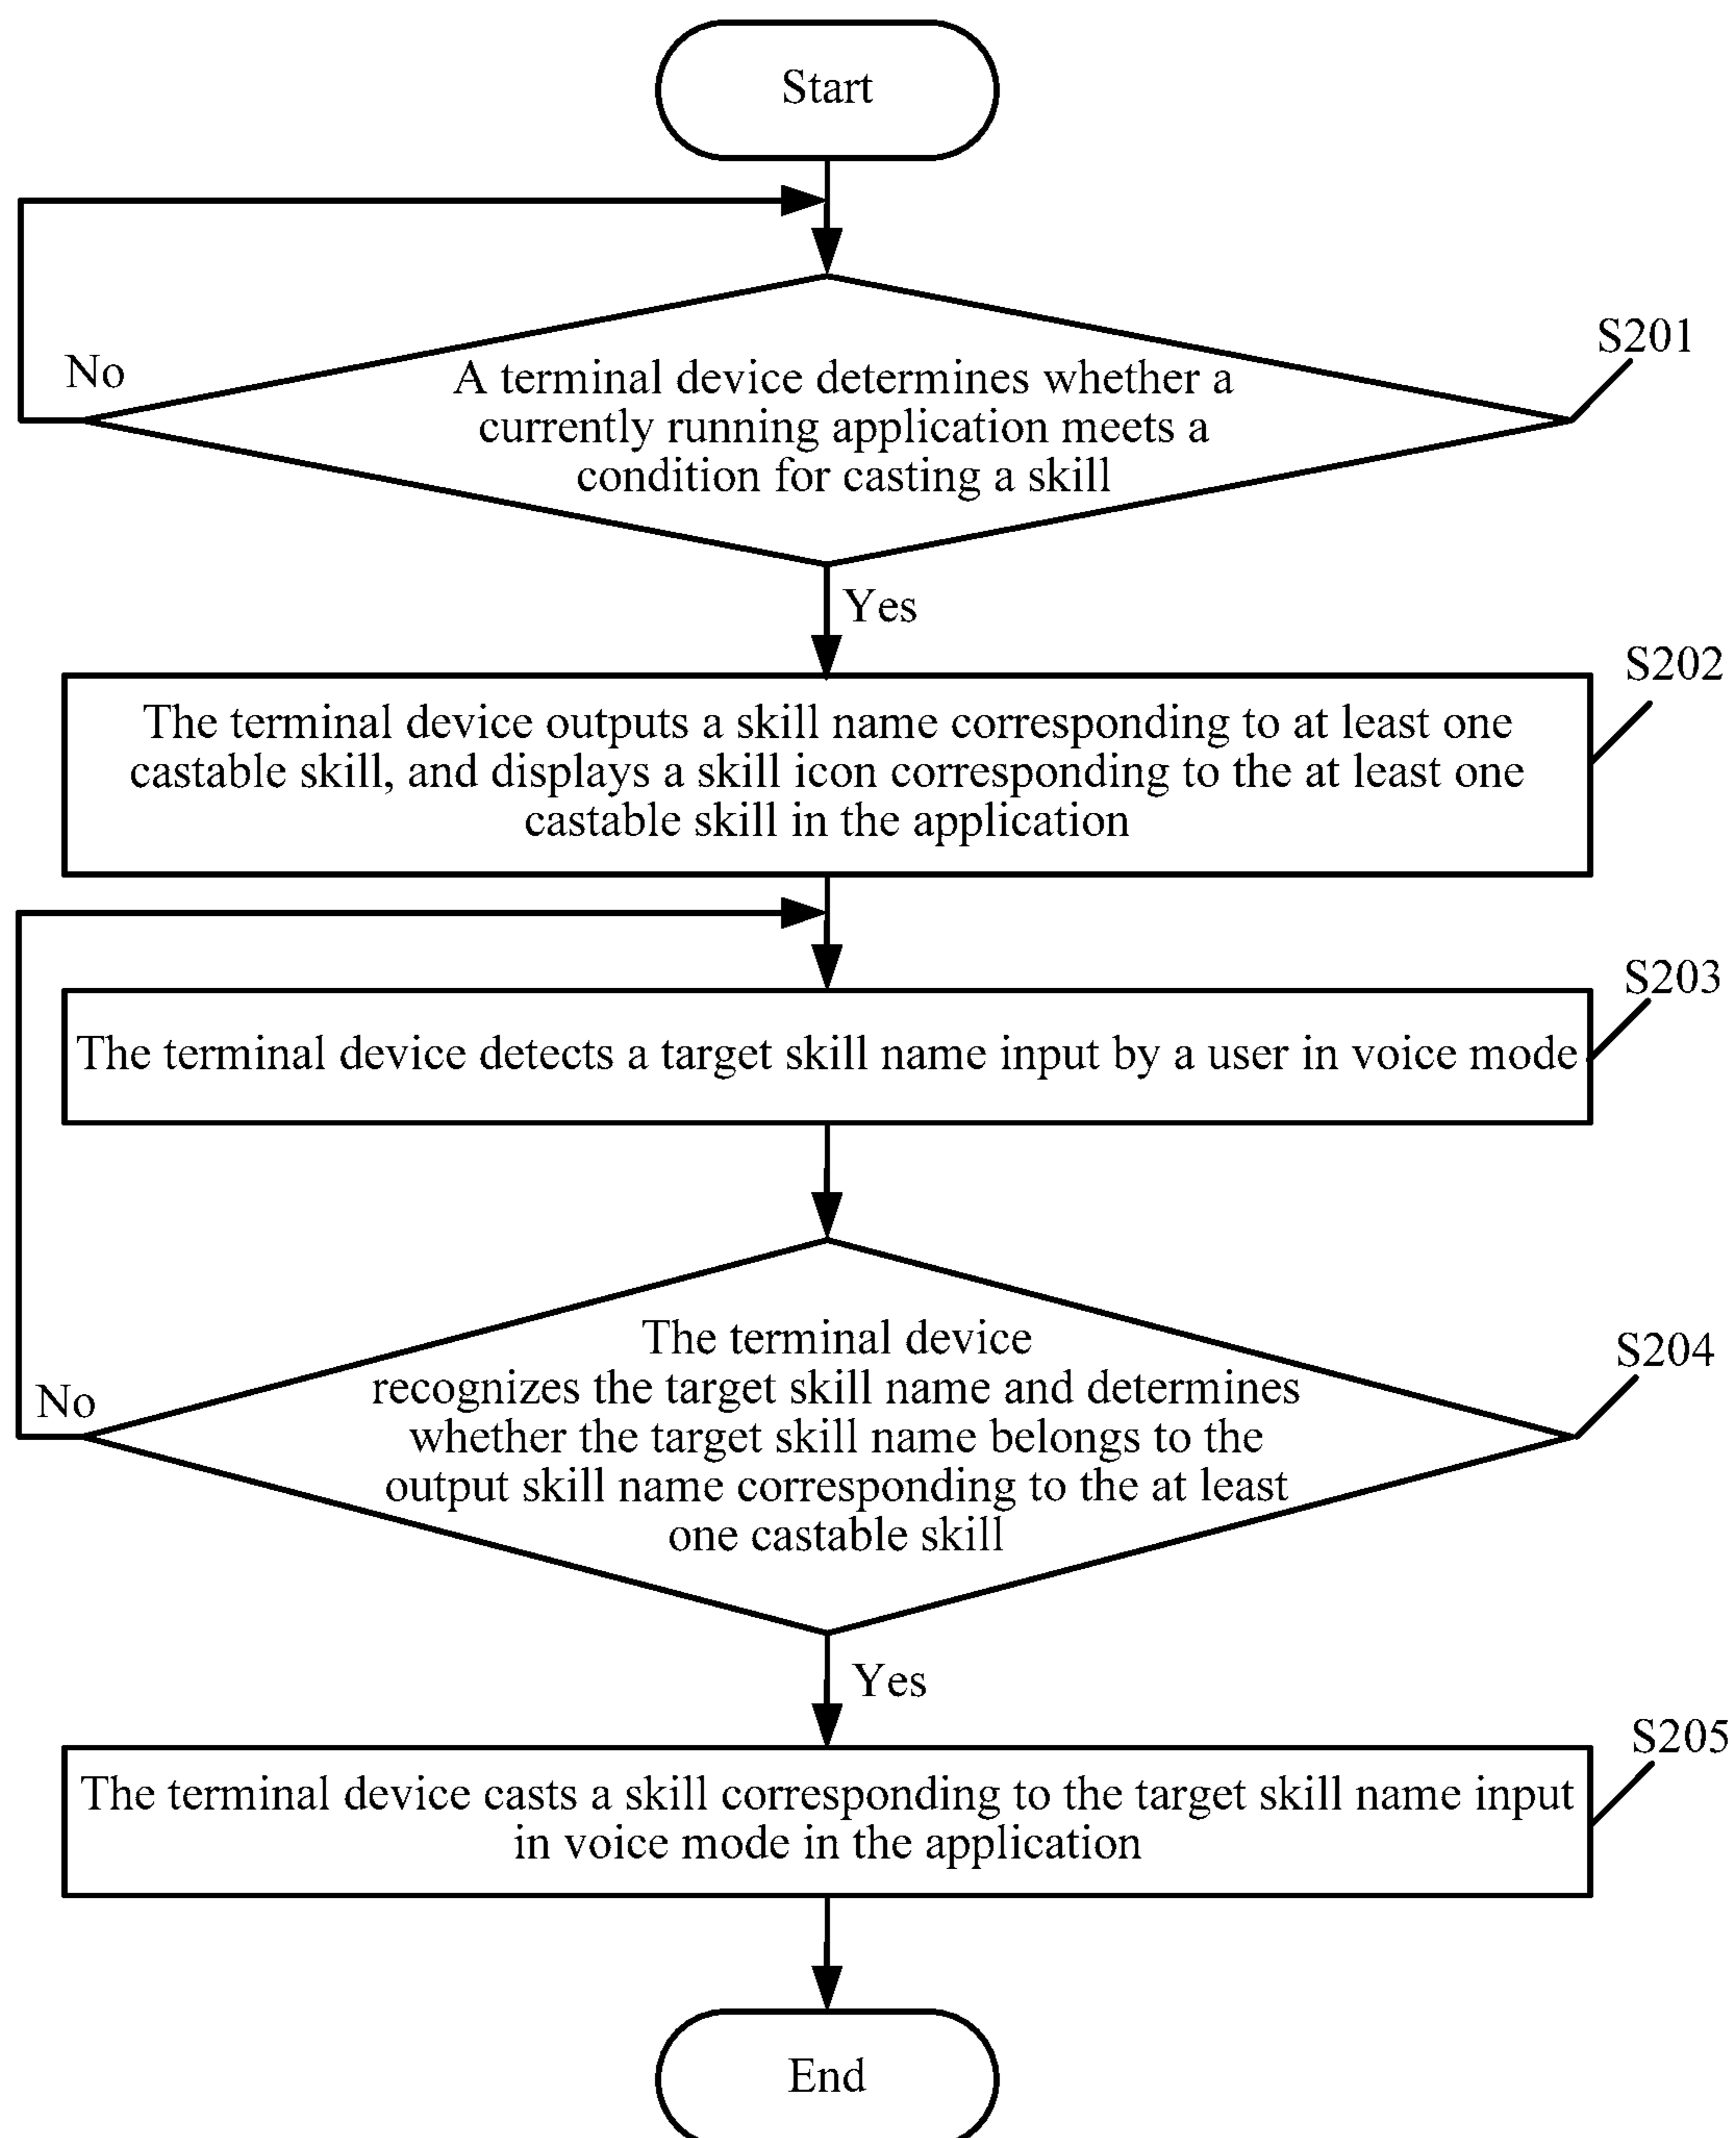 Start
S201
No
A terminal device determines whether a
currently running application meets a
condition for casting a skill
Yes
S202
The terminal device outputs a skill name corresponding to at least one
castable skill, and displays a skill icon corresponding to the at least one
castable skill in the application
S203
The terminal device detects a target skill name input by a user in voice mode
S204
No
The terminal device
recognizes the target skill name and determines
whether the target skill name belongs to the
output skill name corresponding to the at least
one castable skill
Yes
S205
The terminal device casts a skill corresponding to the target skill name input
in voice mode in the application
End